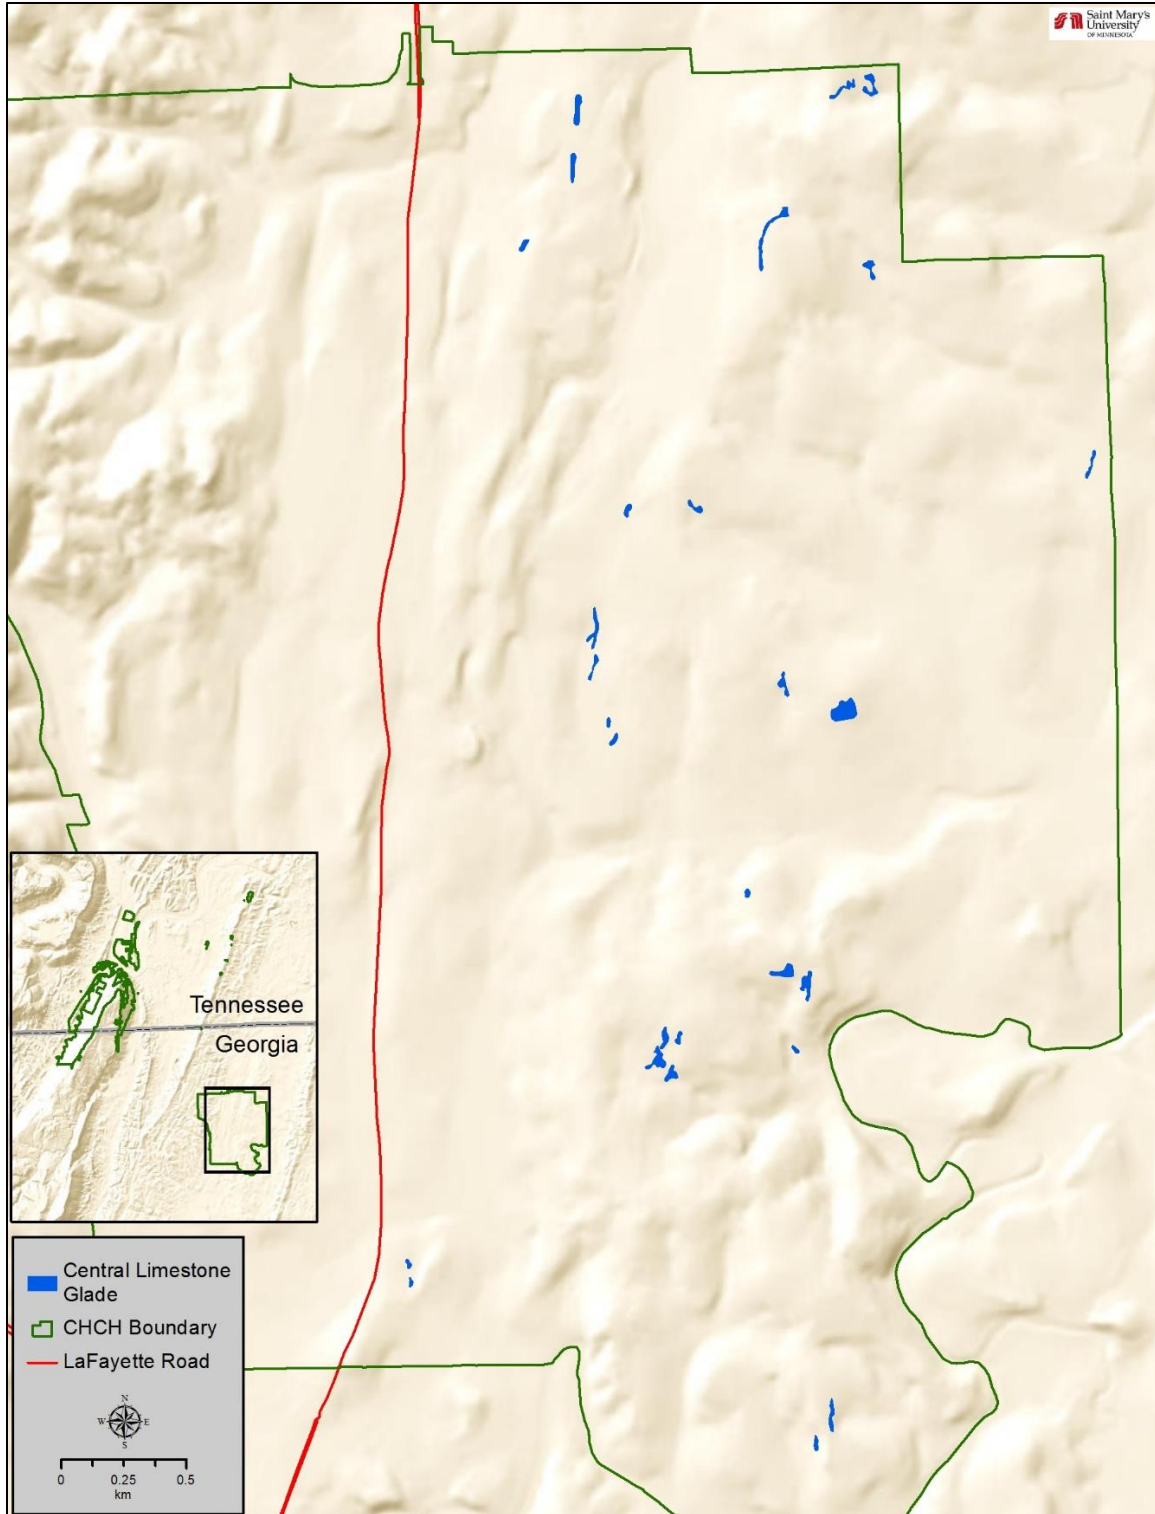 Saint Mary's
University
OF MINNESOTA
Tennessee
Georgia
Central Limestone
Glade
CHCH Boundary
LaFayette Road
N
W E
S
0 0.25 0.5
km